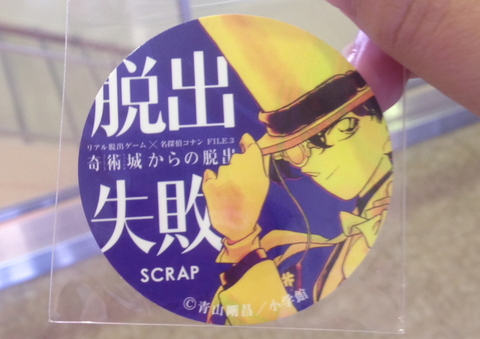 脱出
リアル脱出ゲーム×名探偵コナン FILE:3
奇術城からの脱出
失敗
SCRAP
©青山剛昌／小学館